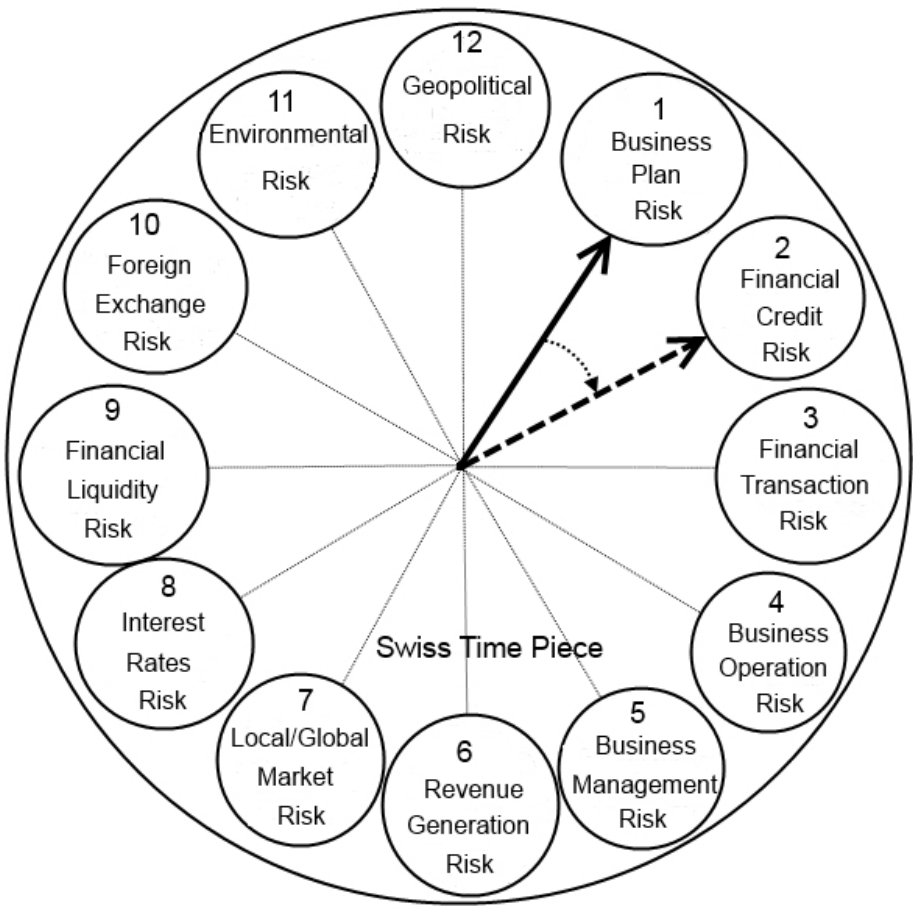 12
Geopolitical
Risk
1
Business
Plan
Risk
2
Financial
Credit
Risk
3
Financial
Transaction
Risk
4
Business
Operation
Risk
5
Business
Management
Risk
6
Revenue
Generation
Risk
7
Local/Global
Market
Risk
8
Interest
Rates
Risk
9
Financial
Liquidity
Risk
10
Foreign
Exchange
Risk
11
Environmental
Risk
Swiss Time Piece